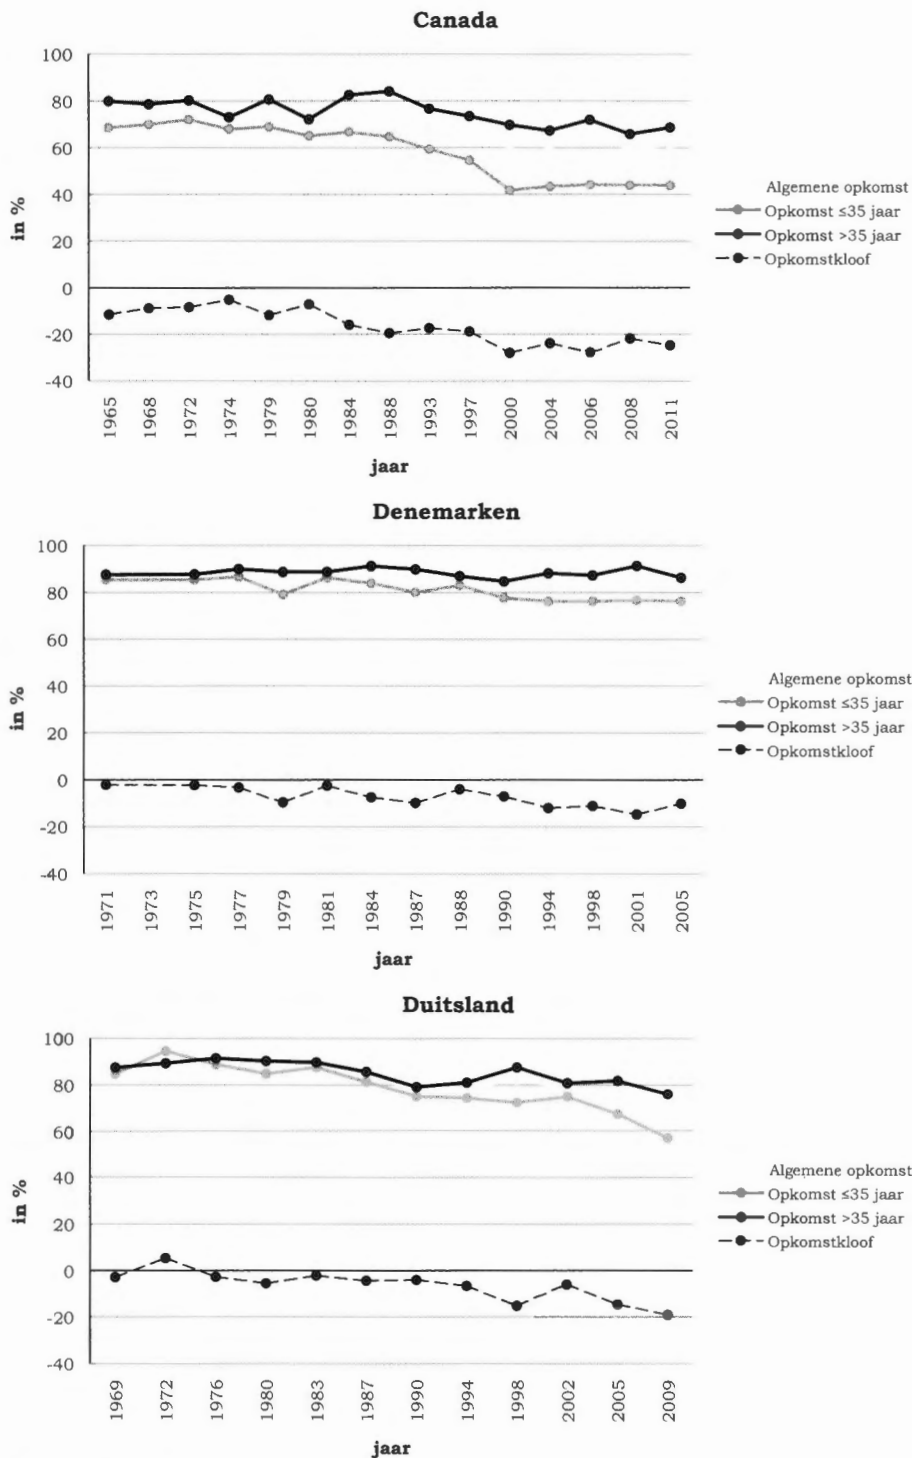 Canada
100
80
60
40
20
0
-20
-40
in %
1965 1968 1972 1974 1979 1980 1984 1988 1993 1997 2000 2004 2006 2008 2011
jaar
Algemene opkomst
Opkomst ≤35 jaar
Opkomst >35 jaar
Opkomstkloof
Denemarken
100
80
60
40
20
0
-20
-40
in %
1971 1973 1975 1977 1979 1981 1984 1987 1988 1990 1994 1998 2001 2005
jaar
Algemene opkomst
Opkomst ≤35 jaar
Opkomst >35 jaar
Opkomstkloof
Duitsland
100
80
60
40
20
0
-20
-40
in %
1969 1972 1976 1980 1983 1987 1990 1994 1998 2002 2005 2009
jaar
Algemene opkomst
Opkomst ≤35 jaar
Opkomst >35 jaar
Opkomstkloof